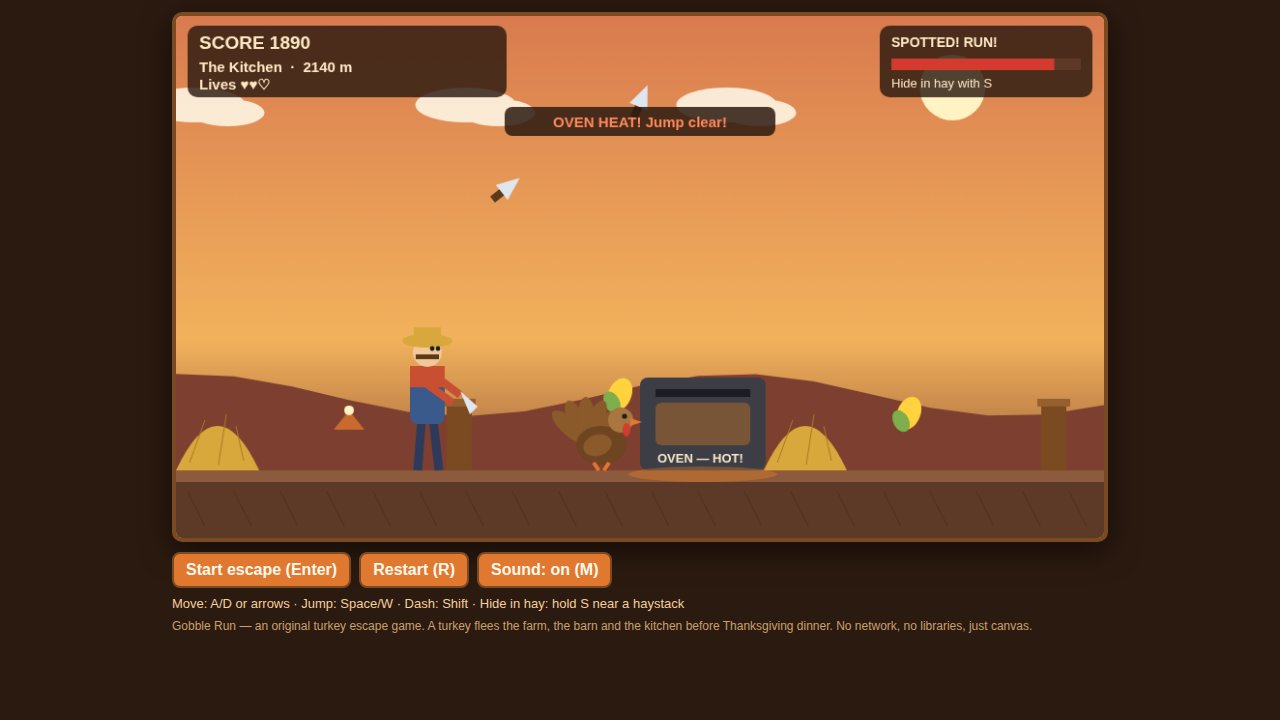 SCORE 1890
The Kitchen · 2140 m
Lives ♥♥♡
SPOTTED! RUN!
Hide in hay with S
OVEN HEAT! Jump clear!
OVEN — HOT!
Start escape (Enter)
Restart (R)
Sound: on (M)
Move: A/D or arrows · Jump: Space/W · Dash: Shift · Hide in hay: hold S near a haystack
Gobble Run — an original turkey escape game. A turkey flees the farm, the barn and the kitchen before Thanksgiving dinner. No network, no libraries, just canvas.